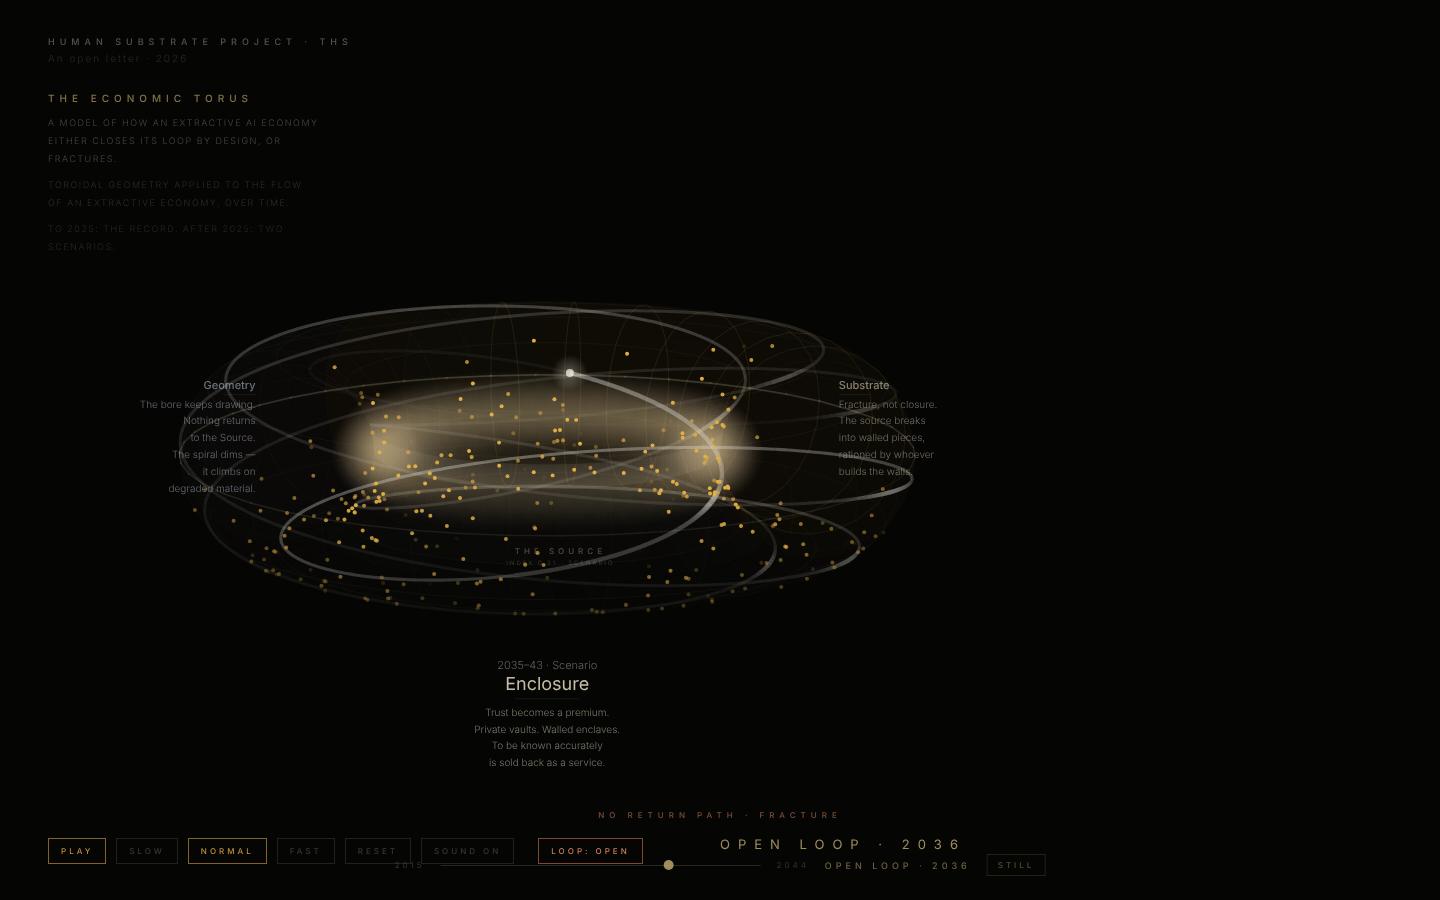 HUMAN SUBSTRATE PROJECT · THS
An open letter · 2026
THE ECONOMIC TORUS
A MODEL OF HOW AN EXTRACTIVE AI ECONOMY
EITHER CLOSES ITS LOOP BY DESIGN, OR
FRACTURES.
TOROIDAL GEOMETRY APPLIED TO THE FLOW
OF AN EXTRACTIVE ECONOMY, OVER TIME.
TO 2025: THE RECORD. AFTER 2025: TWO
SCENARIOS.
Geometry
The bore keeps drawing.
Nothing returns
to the Source.
The spiral dims —
it climbs on
degraded material.
Substrate
Fracture, not closure.
The source breaks
into walled pieces,
rationed by whoever
builds the walls.
THE SOURCE
SCENARIO
2035–43 · Scenario
Enclosure
Trust becomes a premium.
Private vaults. Walled enclaves.
To be known accurately
is sold back as a service.
NO RETURN PATH · FRACTURE
PLAY SLOW NORMAL FAST RESET SOUND ON LOOP: OPEN
OPEN LOOP · 2036
2015 2044 OPEN LOOP · 2036 STILL